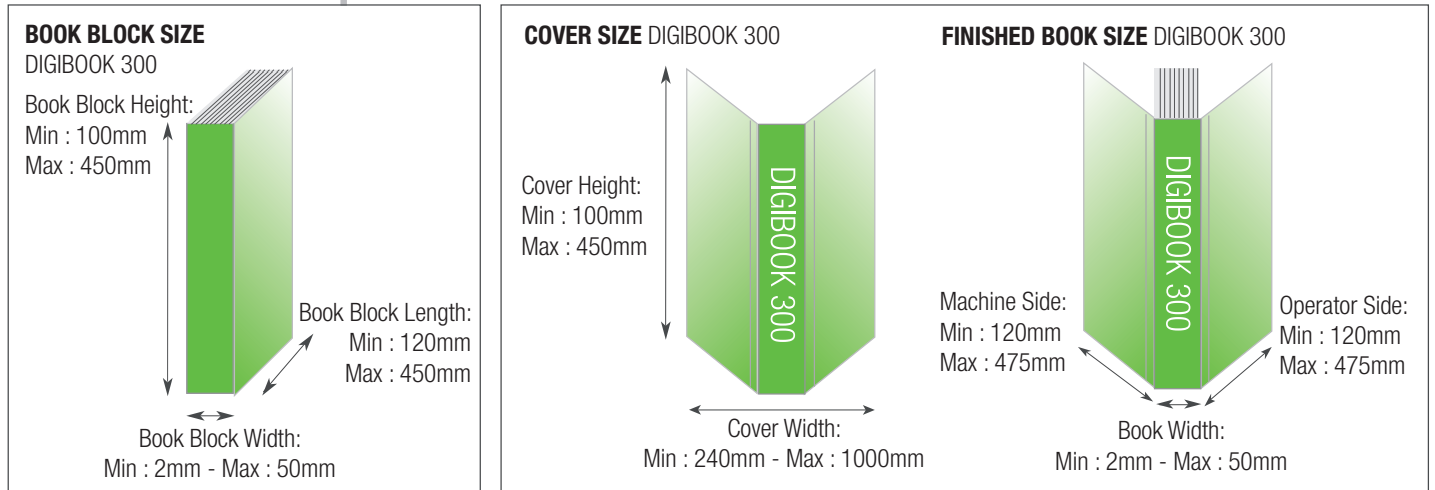 BOOK BLOCK SIZE
DIGIBOOK 300
Book Block Height:
Min : 100mm
Max : 450mm
Book Block Length:
Min : 120mm
Max : 450mm
Book Block Width:
Min : 2mm - Max : 50mm
COVER SIZE DIGIBOOK 300
Cover Height:
Min : 100mm
Max : 450mm
DIGIBOOK 300
Cover Width:
Min : 240mm - Max : 1000mm
FINISHED BOOK SIZE DIGIBOOK 300
DIGIBOOK 300
Machine Side:
Min : 120mm
Max : 475mm
Operator Side:
Min : 120mm
Max : 475mm
Book Width:
Min : 2mm - Max : 50mm